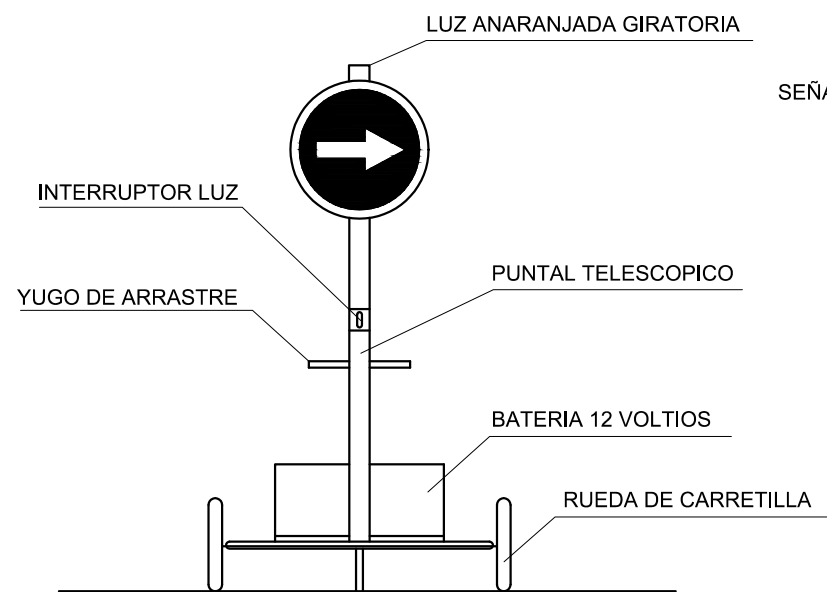 LUZ ANARANJADA GIRATORIA
INTERRUPTOR LUZ
YUGO DE ARRASTRE
PUNTAL TELESCOPICO
BATERIA 12 VOLTIOS
RUEDA DE CARRETILLA